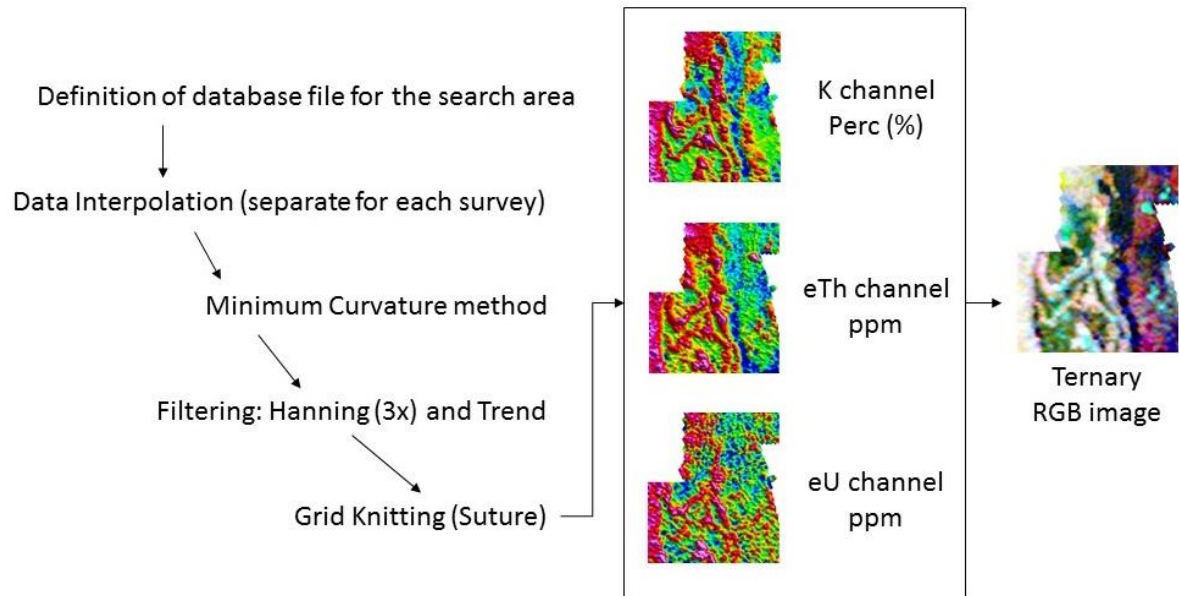 Definition of database file for the search area
Data Interpolation (separate for each survey)
Minimum Curvature method
Filtering: Hanning (3x) and Trend
Grid Knitting (Suture)
K channel
Perc (%)
eTh channel
ppm
eU channel
ppm
Ternary
RGB image